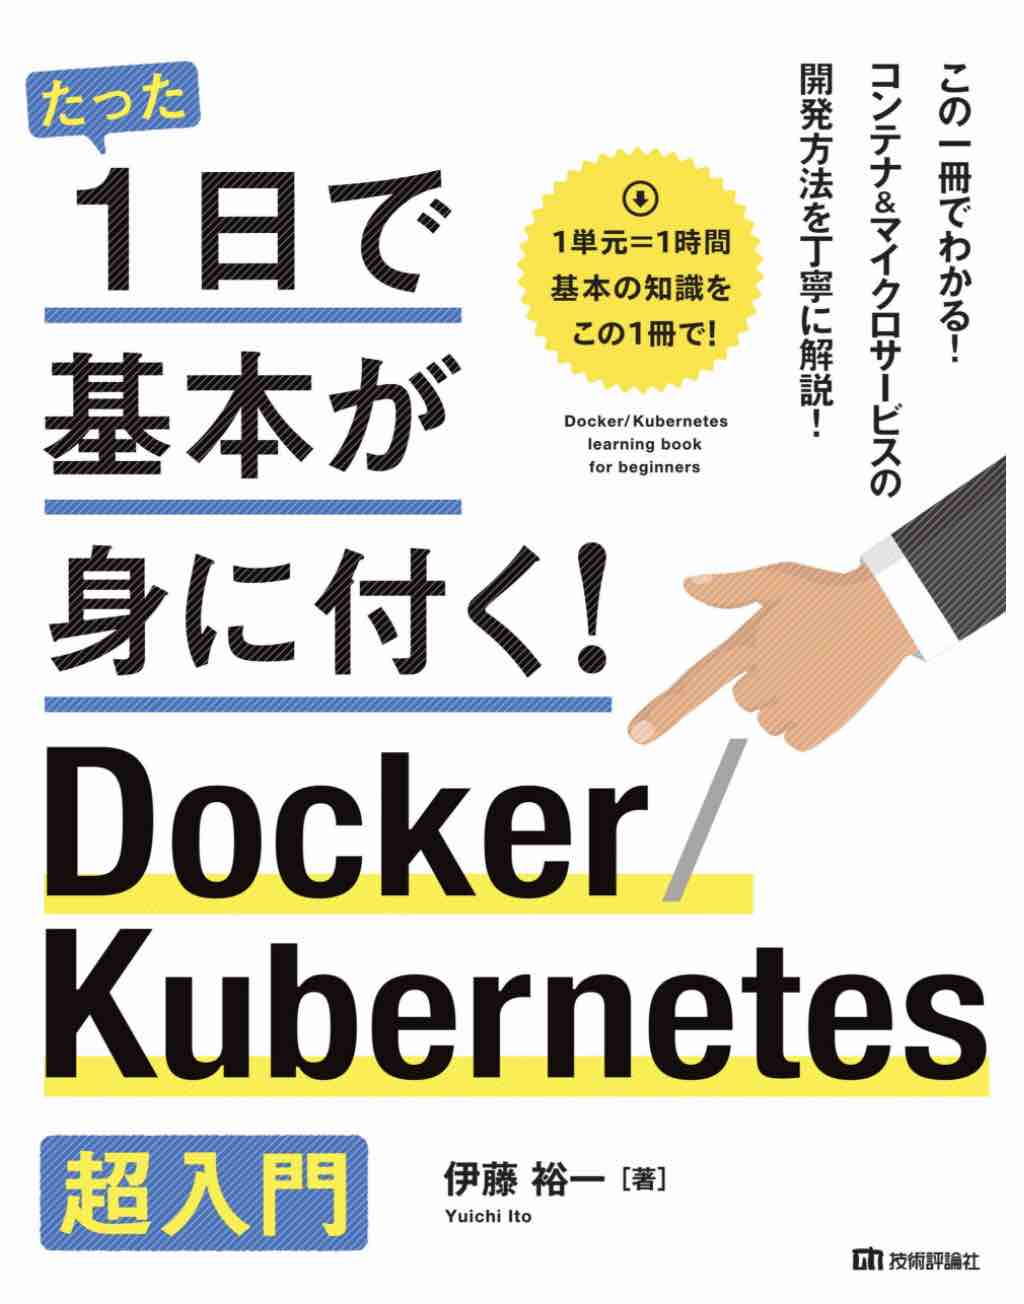 この一冊でわかる！
コンテナ&マイクロサービスの
開発方法を丁寧に解説！
たった
1日で
基本が
身に付く！
1単元＝1時間
基本の知識を
この1冊で！
Docker/Kubernetes
learning book
for beginners
Docker/
Kubernetes
超入門
伊藤 裕一［著］
Yuichi Ito
技術評論社